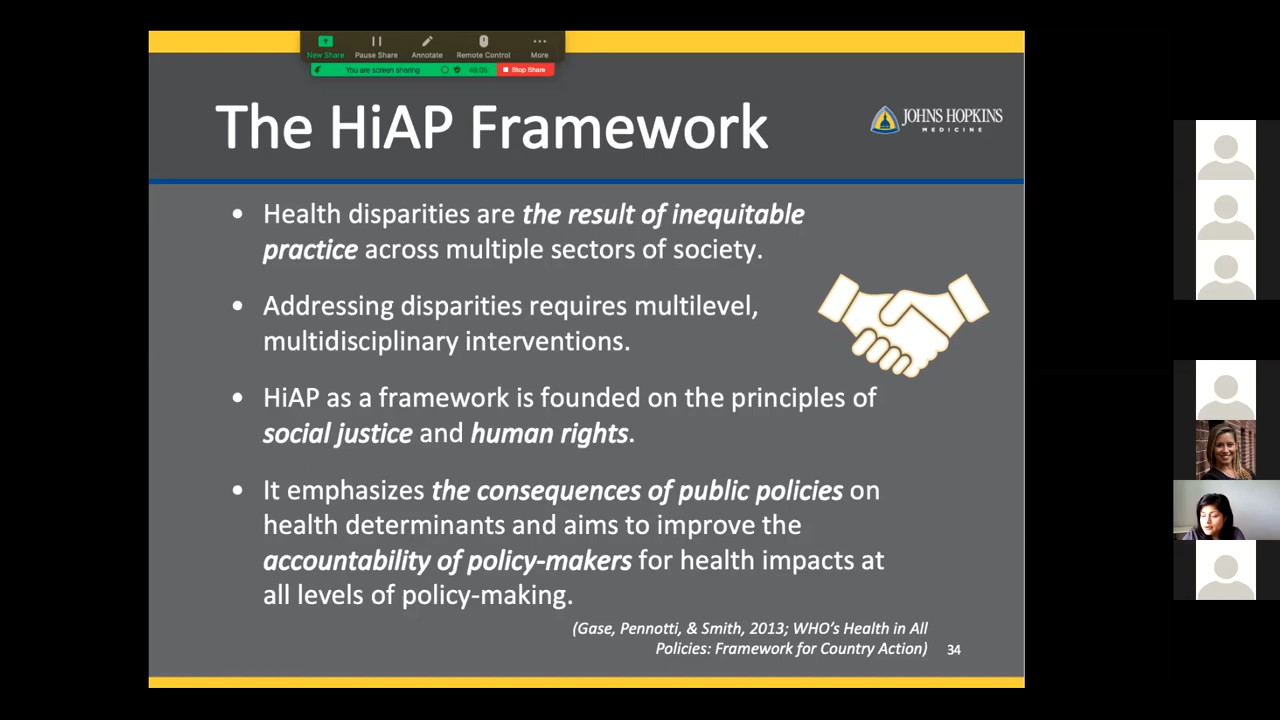 New Share
Pause Share
Annotate
Remote Control
More
You are screen sharing
Stop Share
The HiAP Framework
JOHNS HOPKINS
MEDICINE
• Health disparities are the result of inequitable
practice across multiple sectors of society.
• Addressing disparities requires multilevel,
multidisciplinary interventions.
• HiAP as a framework is founded on the principles of
social justice and human rights.
• It emphasizes the consequences of public policies on
health determinants and aims to improve the
accountability of policy-makers for health impacts at
all levels of policy-making.
(Gase, Pennotti, & Smith, 2013; WHO's Health in All
Policies: Framework for Country Action)
34